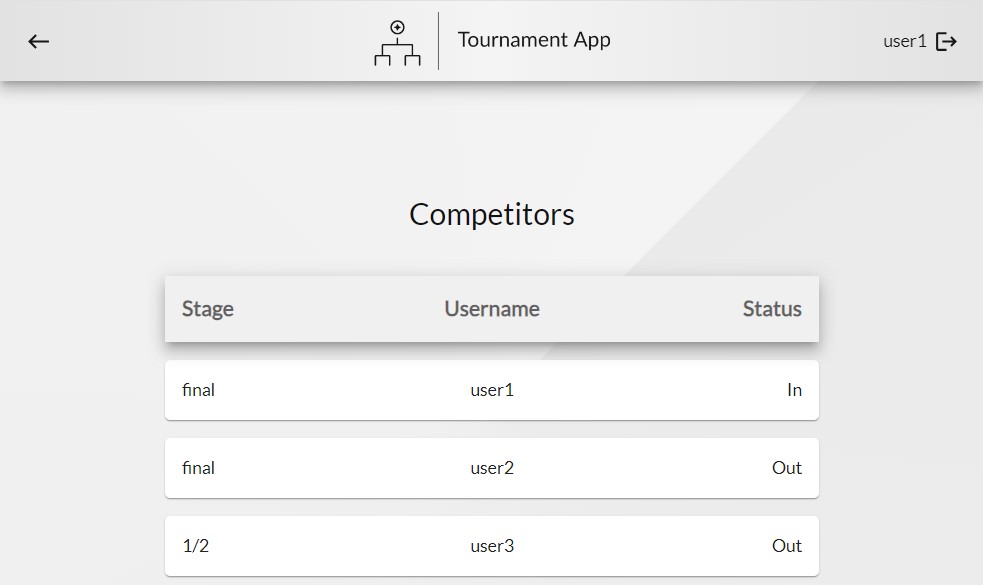 Tournament App
user1
Competitors
Stage Username Status
final user1 In
final user2 Out
1/2 user3 Out